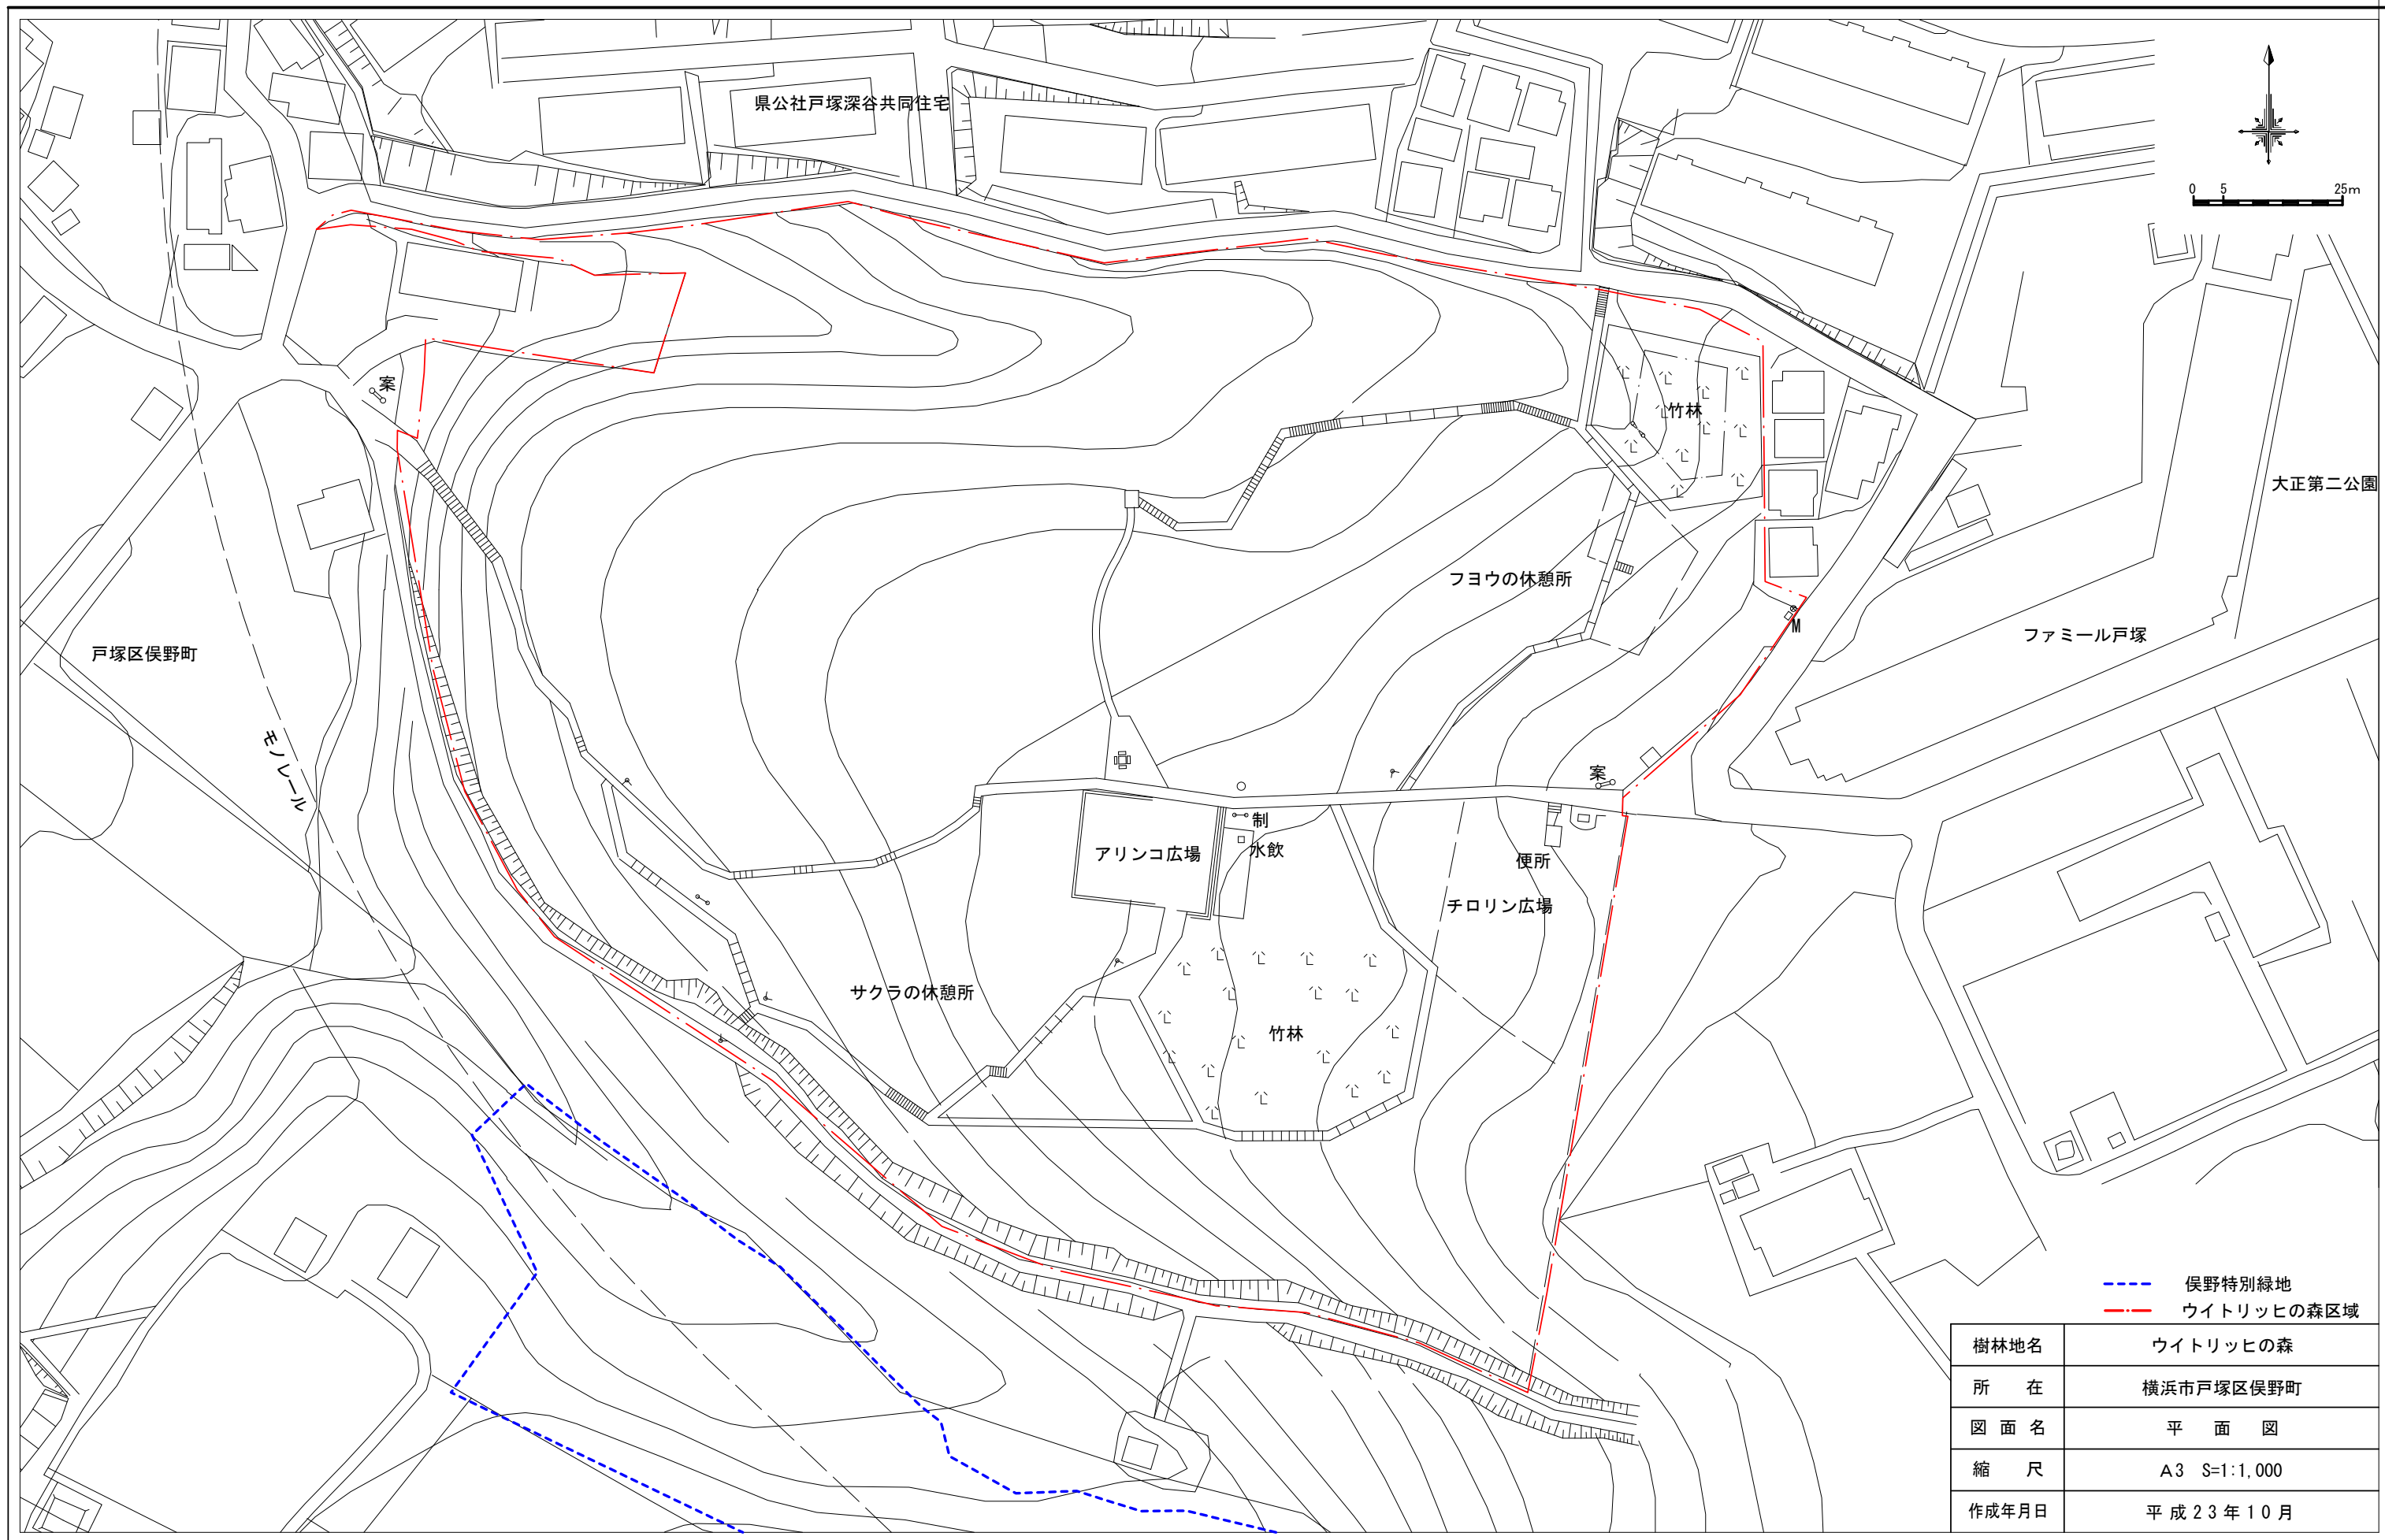 県公社戸塚深谷共同住宅
0 5 25m
案
竹林
大正第二公園
フヨウの休憩所
M
ファミール戸塚
戸塚区俣野町
モノレール
案
制
水飲
アリンコ広場
便所
チロリン広場
サクラの休憩所
竹林
俣野特別緑地
ウイトリッヒの森区域
樹林地名 ウイトリッヒの森
所 在 横浜市戸塚区俣野町
図 面 名 平 面 図
縮 尺 A3 S=1:1,000
作成年月日 平成23年10月